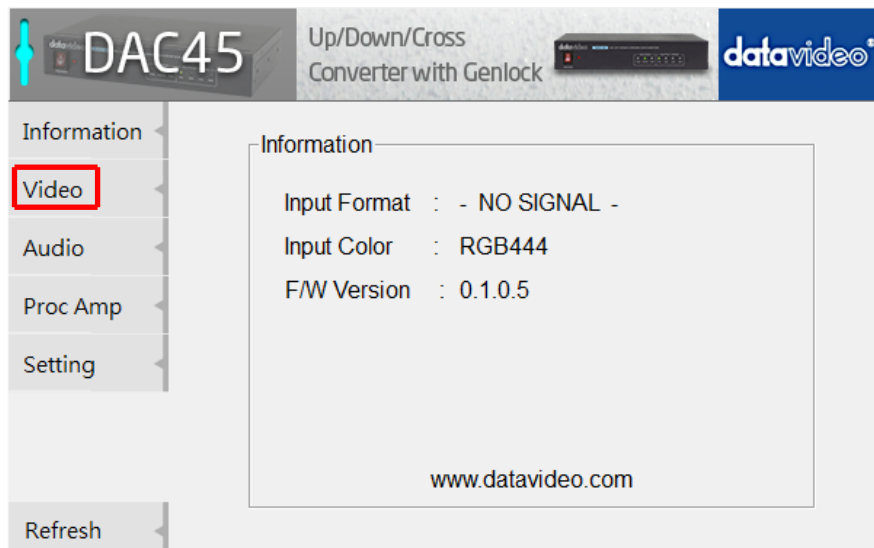 DAC45
Up/Down/Cross
Converter with Genlock
datavideo®
Information
Video
Audio
Proc Amp
Setting
Refresh
Information
Input Format : - NO SIGNAL -
Input Color : RGB444
F/W Version : 0.1.0.5
www.datavideo.com